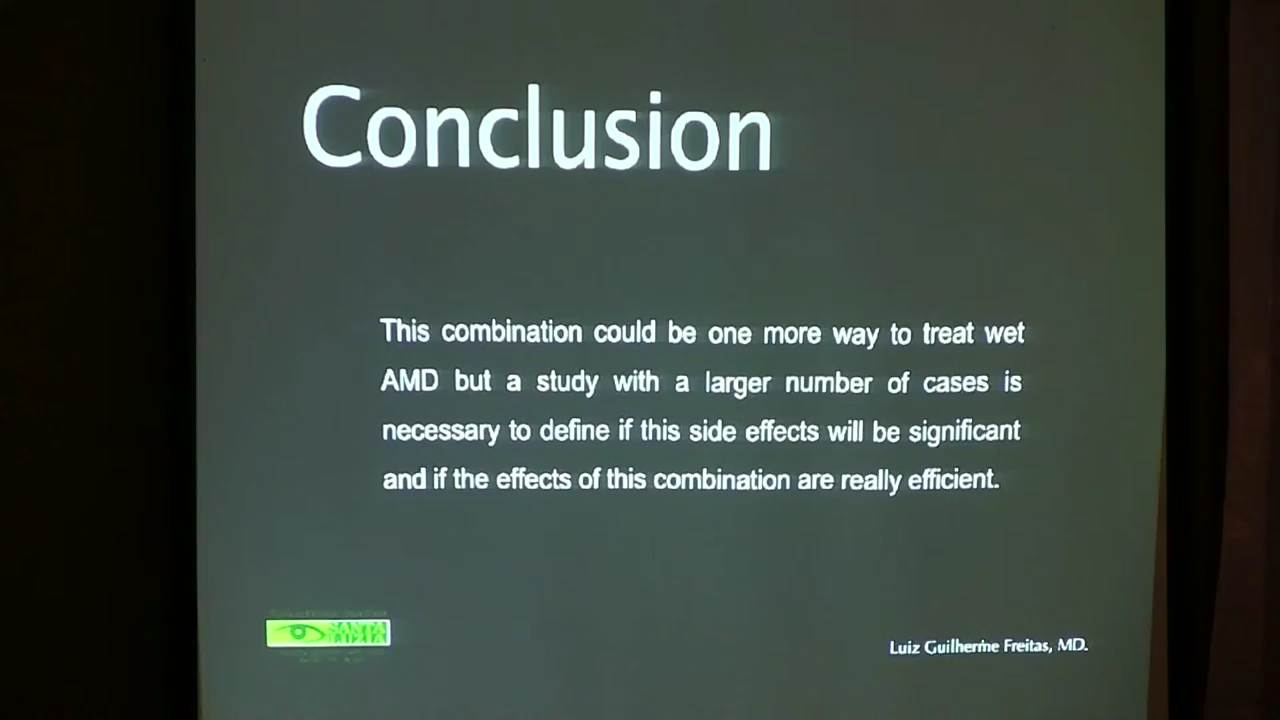 Conclusion
This combination could be one more way to treat wet
AMD but a study with a larger number of cases is
necessary to define if this side effects will be significant
and if the effects of this combination are really efficient.
SANTA
LUZIA
Luiz Guilherme Freitas, MD.